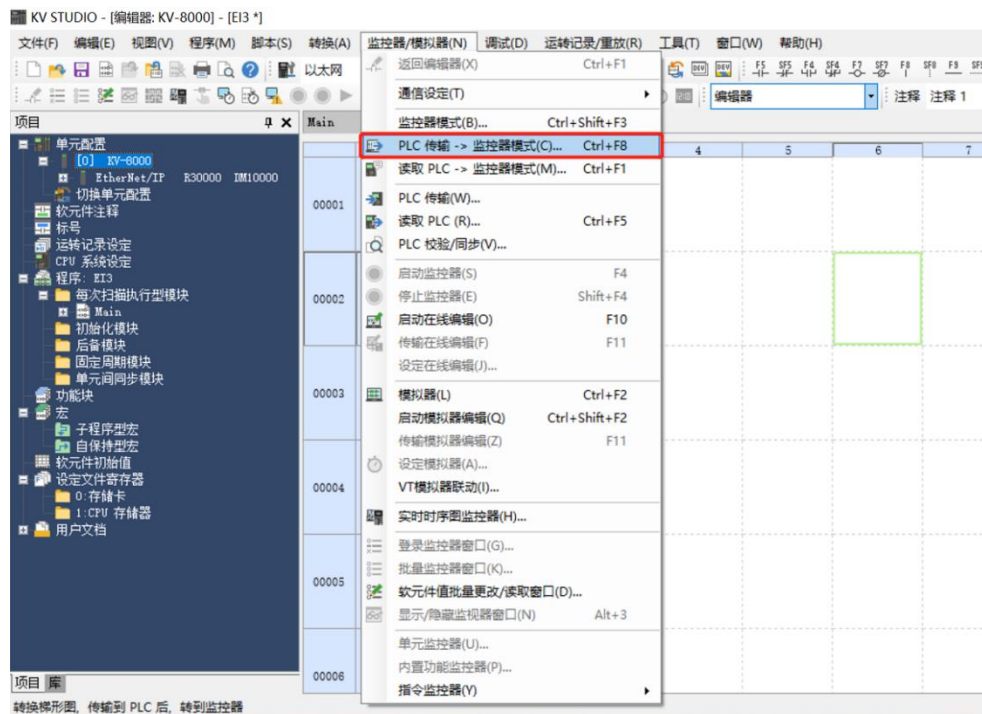 KV STUDIO - [编辑器: KV-8000] - [EI3 *]
文件(F) 编辑(E) 视图(V) 程序(M) 脚本(S) 转换(A) 监控器/模拟器(N) 调试(D) 运转记录/重放(R) 工具(T) 窗口(W) 帮助(H)
以太网
编辑器 注释 注释 1
F5 SF5 F4 SF4 F7 SF7 F8 SF8 F9
项目
Main
4 5 6 7
单元配置
[0] KV-8000
EtherNet/IP R30000 DM10000
切换单元配置
软元件注释
标号
运转记录设定
CPU 系统设定
程序: EI3
每次扫描执行型模块
Main
初始化模块
后备模块
固定周期模块
单元间同步模块
功能块
宏
子程序型宏
自保持型宏
软元件初始值
设定文件寄存器
0:存储卡
1:CPU 存储器
用户文档
项目 库
00001
00002
00003
00004
00005
00006
返回编辑器(X) Ctrl+F1
通信设定(T)
监控器模式(B)... Ctrl+Shift+F3
PLC 传输 -> 监控器模式(C)... Ctrl+F8
读取 PLC -> 监控器模式(M)... Ctrl+F1
PLC 传输(W)...
读取 PLC (R)... Ctrl+F5
PLC 校验/同步(V)...
启动监控器(S) F4
停止监控器(E) Shift+F4
启动在线编辑(O) F10
传输在线编辑(F) F11
设定在线编辑(J)...
模拟器(L) Ctrl+F2
启动模拟器编辑(Q) Ctrl+Shift+F2
传输模拟器编辑(Z) F11
设定模拟器(A)...
VT模拟器联动(I)...
实时时序图监控器(H)...
登录监控器窗口(G)...
批量监控器窗口(K)...
软元件值批量更改/读取窗口(D)...
显示/隐藏监视器窗口(N) Alt+3
单元监控器(U)...
内置功能监控器(P)...
指令监控器(Y)
转换梯形图, 传输到 PLC 后, 转到监控器